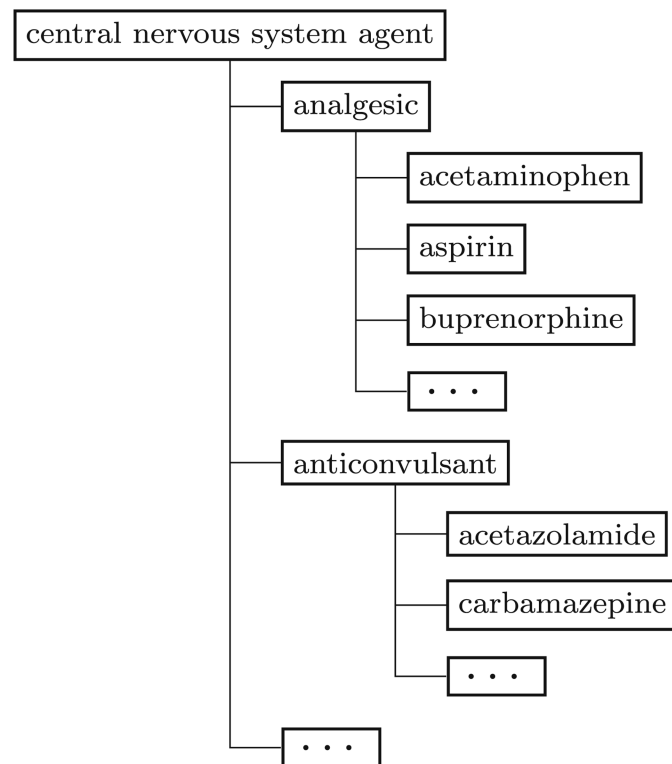 central nervous system agent
analgesic
acetaminophen
aspirin
buprenorphine
...
anticonvulsant
acetazolamide
carbamazepine
...
...